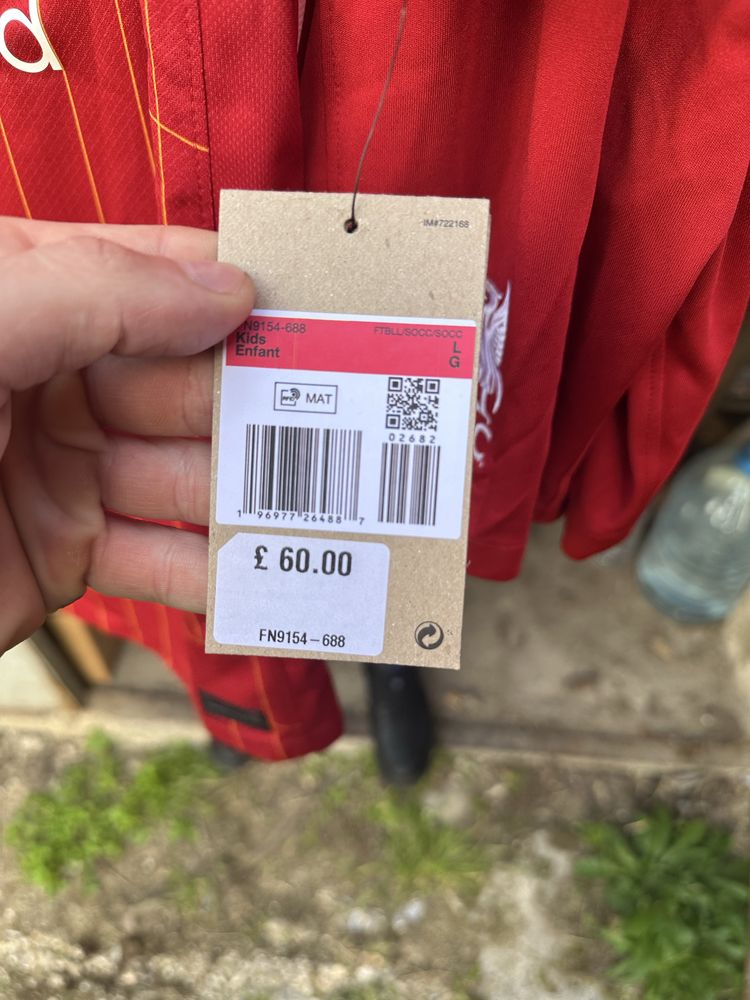 d
IM#722168
FN9154-688 FTBLL/SOCC/SOCC
Kids L
Enfant G
MAT
02682
1 96977 26488 7
£ 60.00
FN9154-688